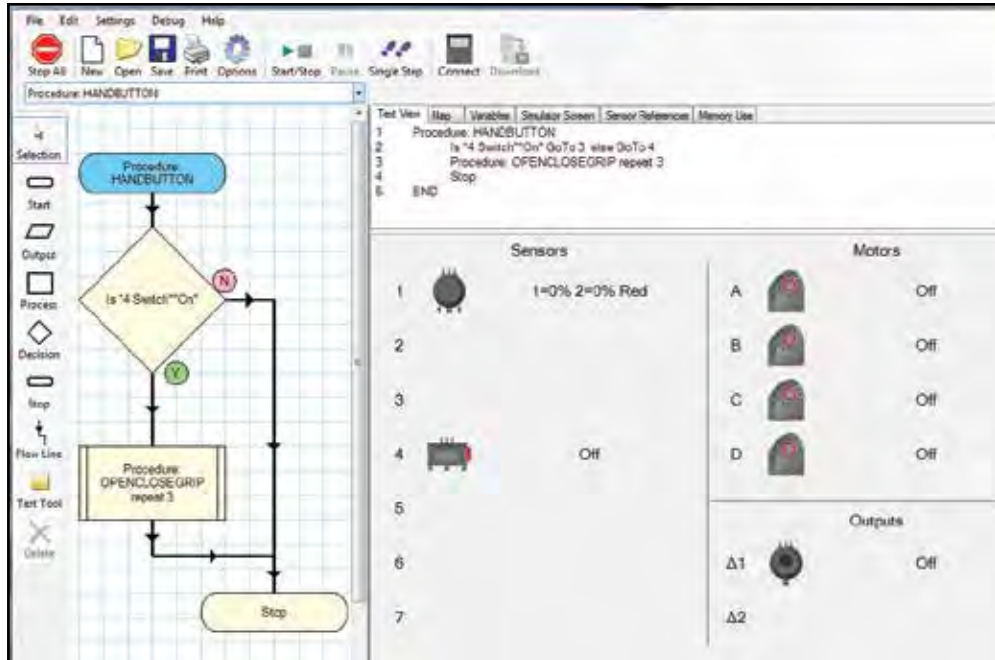 File Edit Settings Debug Help
Stop All New Open Save Print Options Start/Stop Pause Single Step Connect Download
Procedure: HANDBUTTON
Selection
Start
Output
Process
Decision
Stop
Flow Line
Text Tool
Delete
Procedure:
HANDBUTTON
Is "4 Switch""On"
N
Y
Procedure:
OPENCLOSEGRIP
repeat 3
Stop
Text View Map Variables Simulator Screen Sensor References Memory Use
1 Procedure: HANDBUTTON
2 Is "4 Switch""On" GoTo 3 else GoTo 4
3 Procedure: OPENCLOSEGRIP repeat 3
4 Stop
5 END
Sensors
1 1=0% 2=0% Red
2
3
4 Off
5
6
7
Motors
A Off
B Off
C Off
D Off
Outputs
Δ1 Off
Δ2